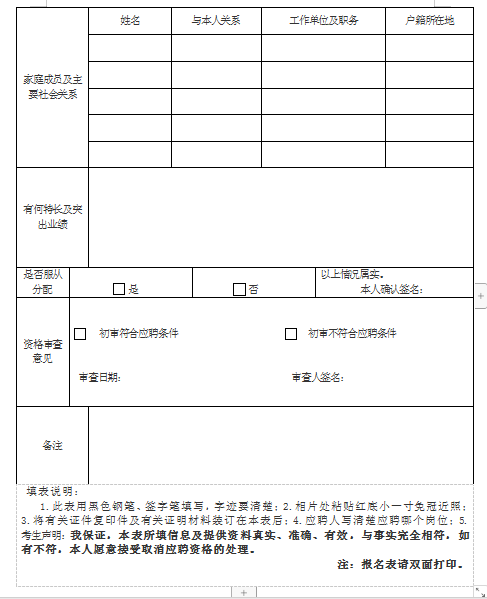 姓名 与本人关系 工作单位及职务 户籍所在地
家庭成员及主
要社会关系
有何特长及突
出业绩
是否服从
分配
是 否
以上情况属实。
本人确认签名:
资格审查
意见
初审符合应聘条件 初审不符合应聘条件
审查日期: 审查人签名:
备注
填表说明:
1.此表用黑色钢笔、签字笔填写,字迹要清楚;2.相片处粘贴红底小一寸免冠近照;
3.将有关证件复印件及有关证明材料装订在本表后;4.应聘人写清楚应聘哪个岗位;5.
考生声明:我保证,本表所填信息及提供资料真实、准确、有效,与事实完全相符,如
有不符,本人愿意接受取消应聘资格的处理。
注:报名表请双面打印。